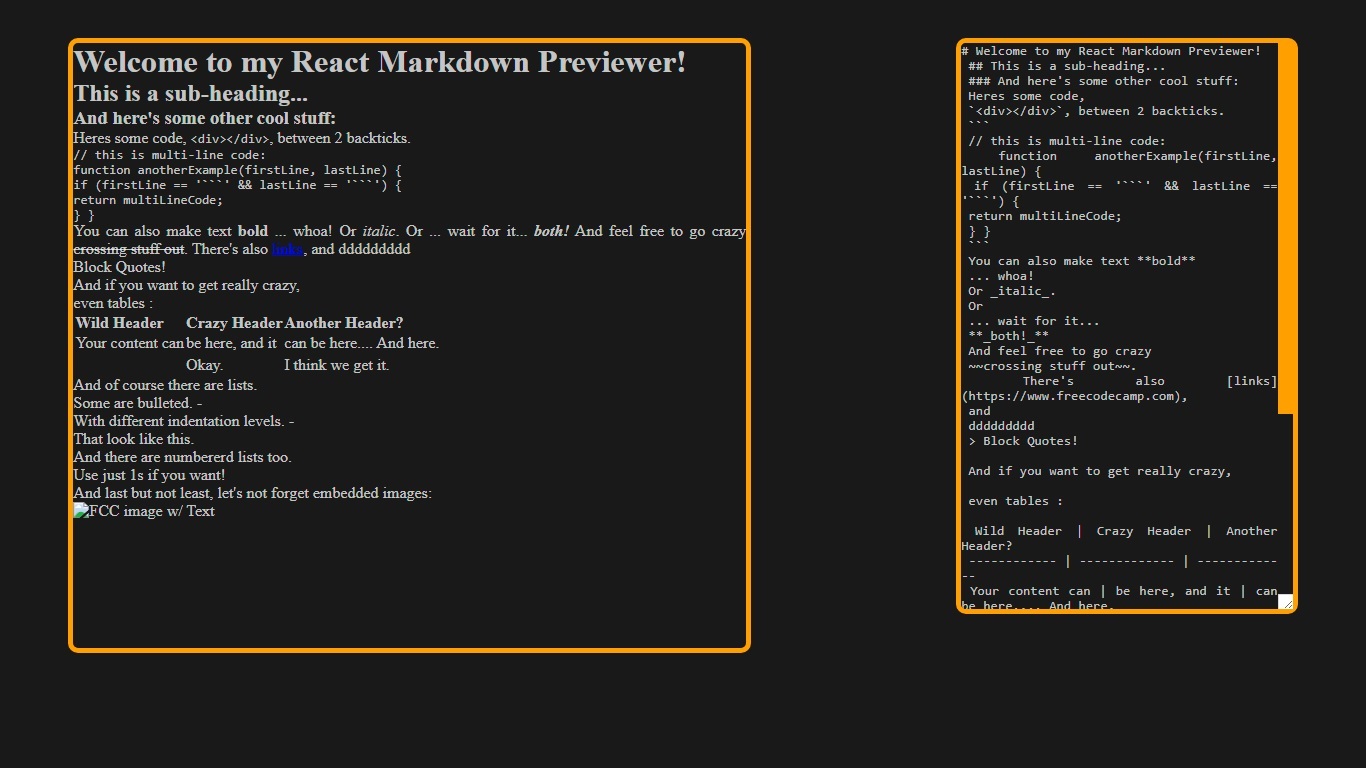 Welcome to my React Markdown Previewer!
This is a sub-heading...
And here's some other cool stuff:
Heres some code, <div></div>, between 2 backticks.
// this is multi-line code:
function anotherExample(firstLine, lastLine) {
if (firstLine == '```' && lastLine == '```') {
return multiLineCode;
} }
You can also make text bold ... whoa! Or italic. Or ... wait for it... both! And feel free to go crazy
crossing stuff out. There's also links, and ddddddddd
Block Quotes!
And if you want to get really crazy,
even tables :
Wild Header Crazy Header Another Header?
Your content can be here, and it can be here.... And here.
Okay. I think we get it.
And of course there are lists.
Some are bulleted. -
With different indentation levels. -
That look like this.
And there are numbererd lists too.
Use just 1s if you want!
And last but not least, let's not forget embedded images:
FCC image w/ Text
# Welcome to my React Markdown Previewer!
## This is a sub-heading...
### And here's some other cool stuff:
Heres some code,
`<div></div>`, between 2 backticks.
```
// this is multi-line code:
function anotherExample(firstLine,
lastLine) {
if (firstLine == '```' && lastLine ==
'```') {
return multiLineCode;
} }
```
You can also make text **bold**
... whoa!
Or _italic_.
Or
... wait for it...
**_both!_**
And feel free to go crazy
~~crossing stuff out~~.
There's also [links]
(https://www.freecodecamp.com),
and
ddddddddd
> Block Quotes!
And if you want to get really crazy,
even tables :
Wild Header | Crazy Header | Another
Header?
------------ | ------------- | -----------
--
Your content can | be here, and it | can
be here.... And here.